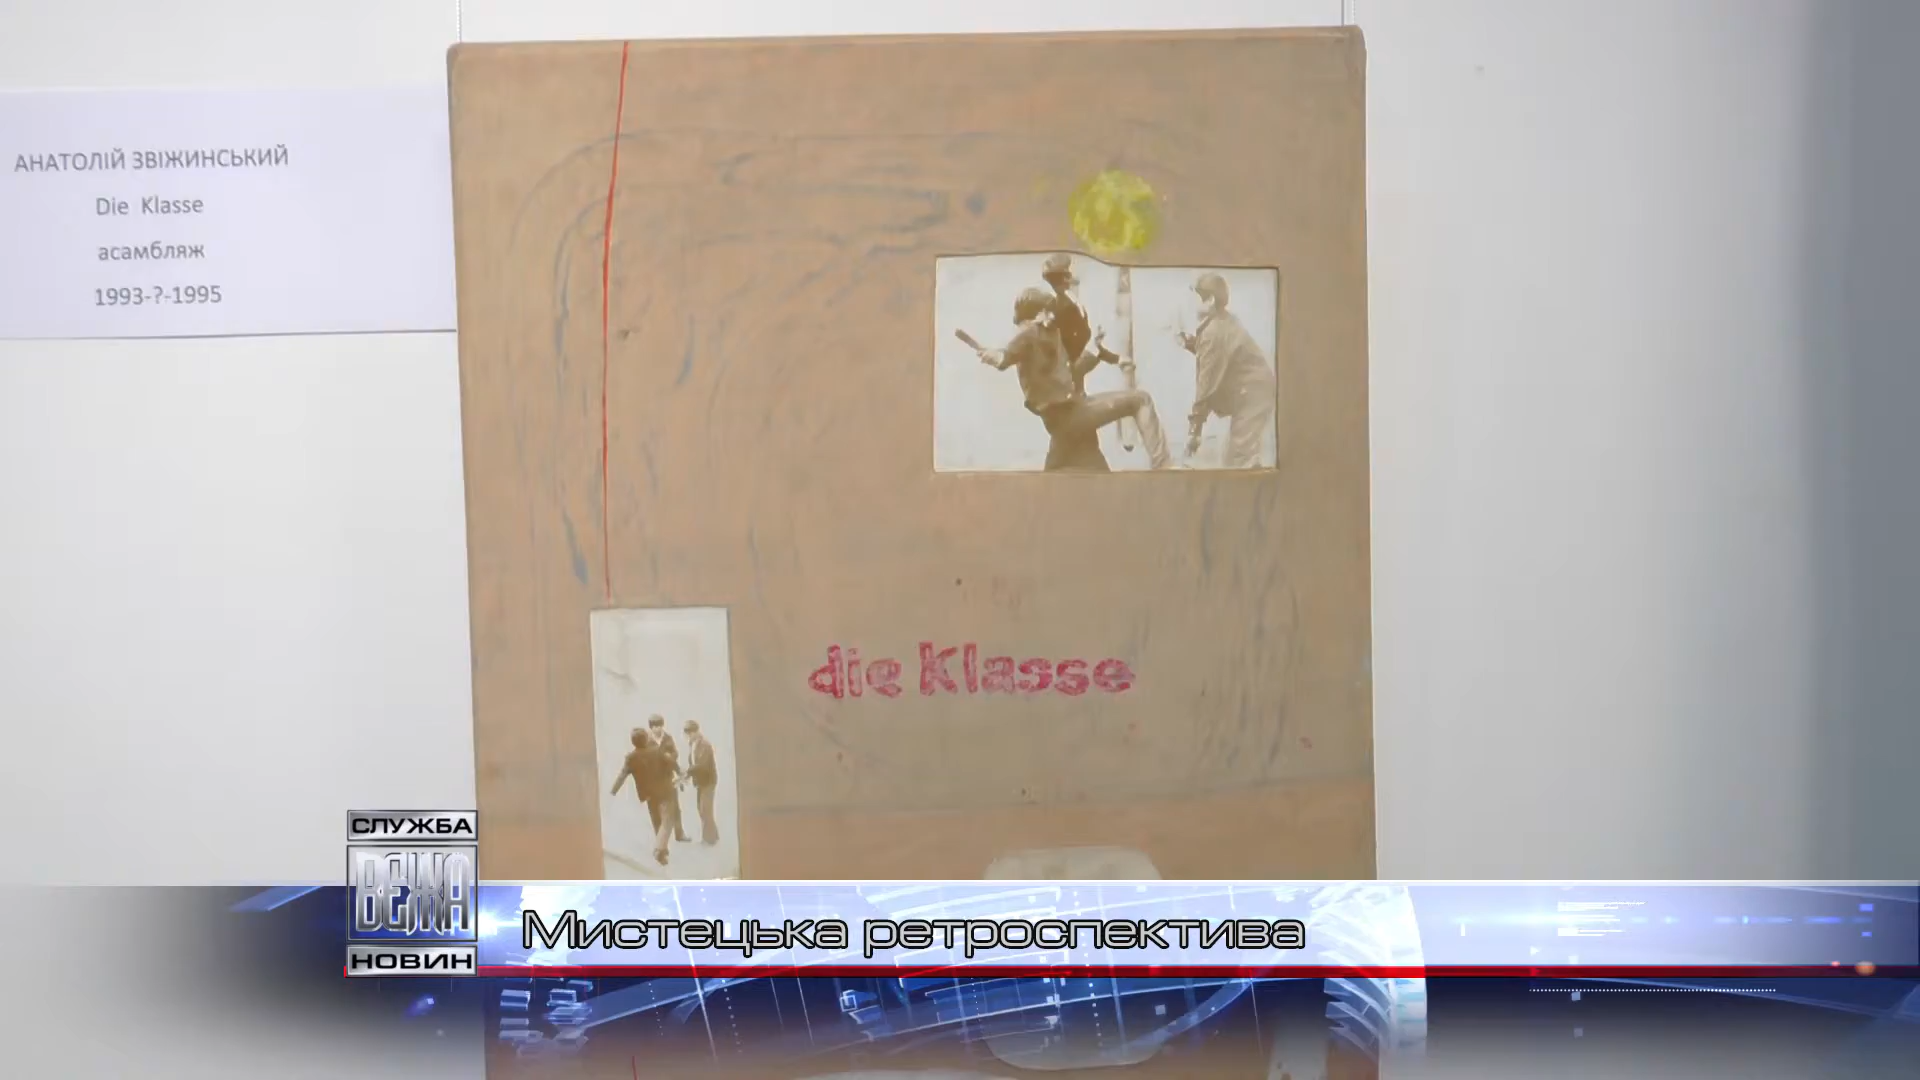 АНАТОЛІЙ ЗВІЖИНСЬКИЙ
Die Klasse
асамбляж
1993-?-1995
die Klasse
СЛУЖБА
ВЕЖА
НОВИН
Мистецька ретроспектива